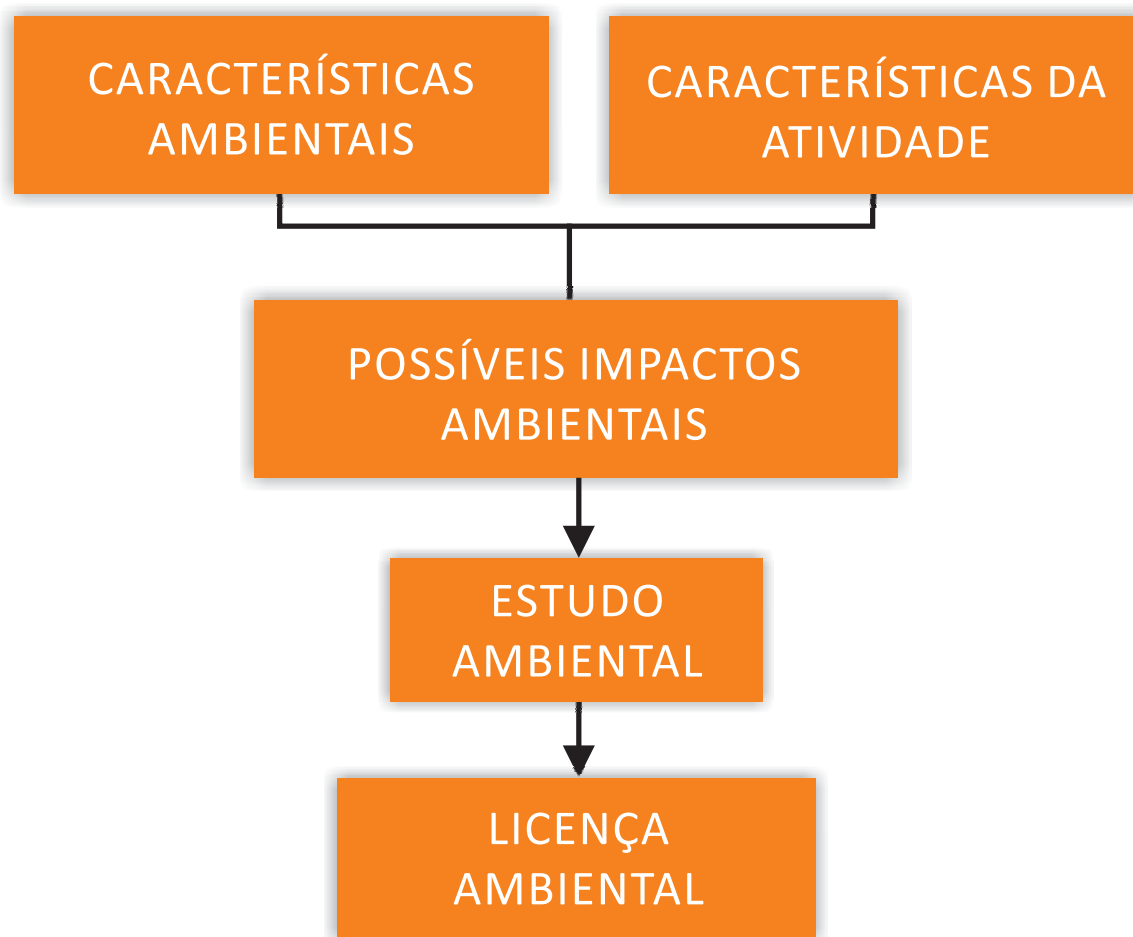 CARACTERÍSTICAS
AMBIENTAIS
CARACTERÍSTICAS DA
ATIVIDADE
POSSÍVEIS IMPACTOS
AMBIENTAIS
ESTUDO
AMBIENTAL
LICENÇA
AMBIENTAL